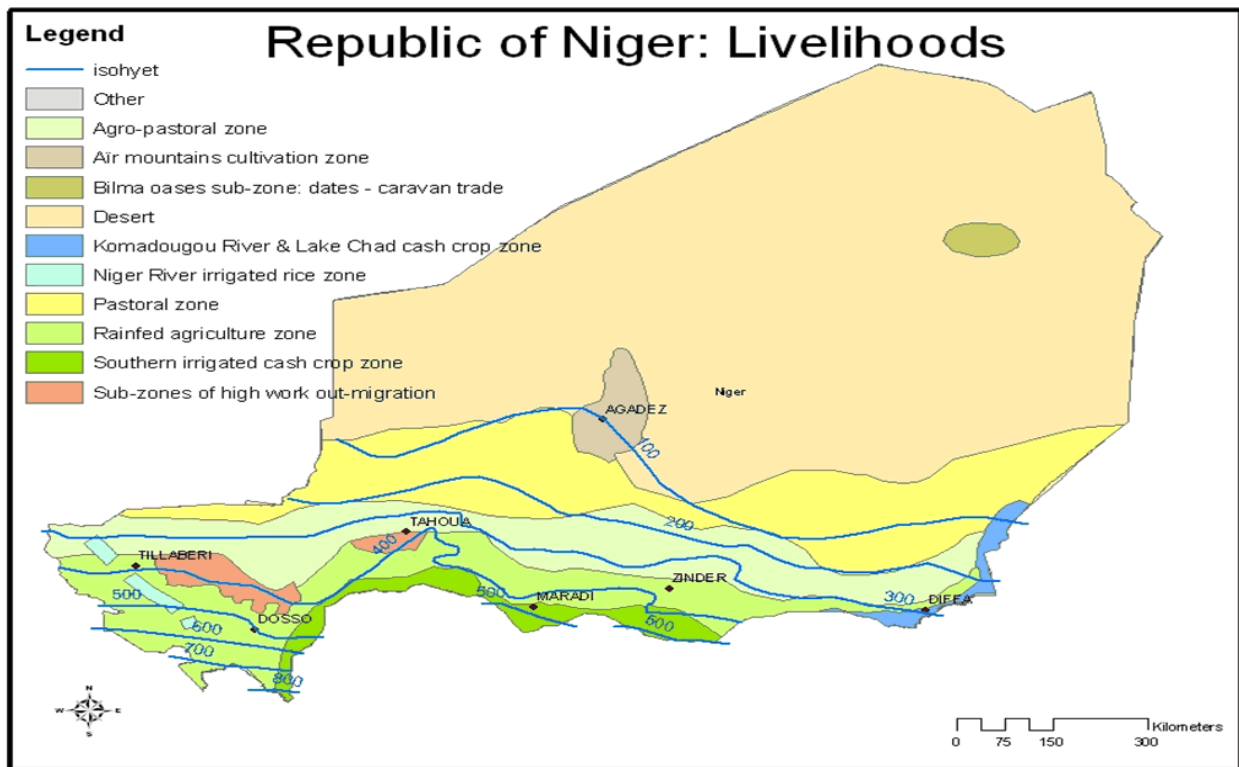 Republic of Niger: Livelihoods
Legend
isohyet
Other
Agro-pastoral zone
Aïr mountains cultivation zone
Bilma oases sub-zone: dates - caravan trade
Desert
Komadougou River & Lake Chad cash crop zone
Niger River irrigated rice zone
Pastoral zone
Rainfed agriculture zone
Southern irrigated cash crop zone
Sub-zones of high work out-migration
Niger
AGADEZ
100
200
TAHOUA
400
TILLABERI
ZINDER
500
500
MARADI
300
DIFFA
500
DOSSO
600
700
800
N
W E
S
Kilometers
0 75 150 300